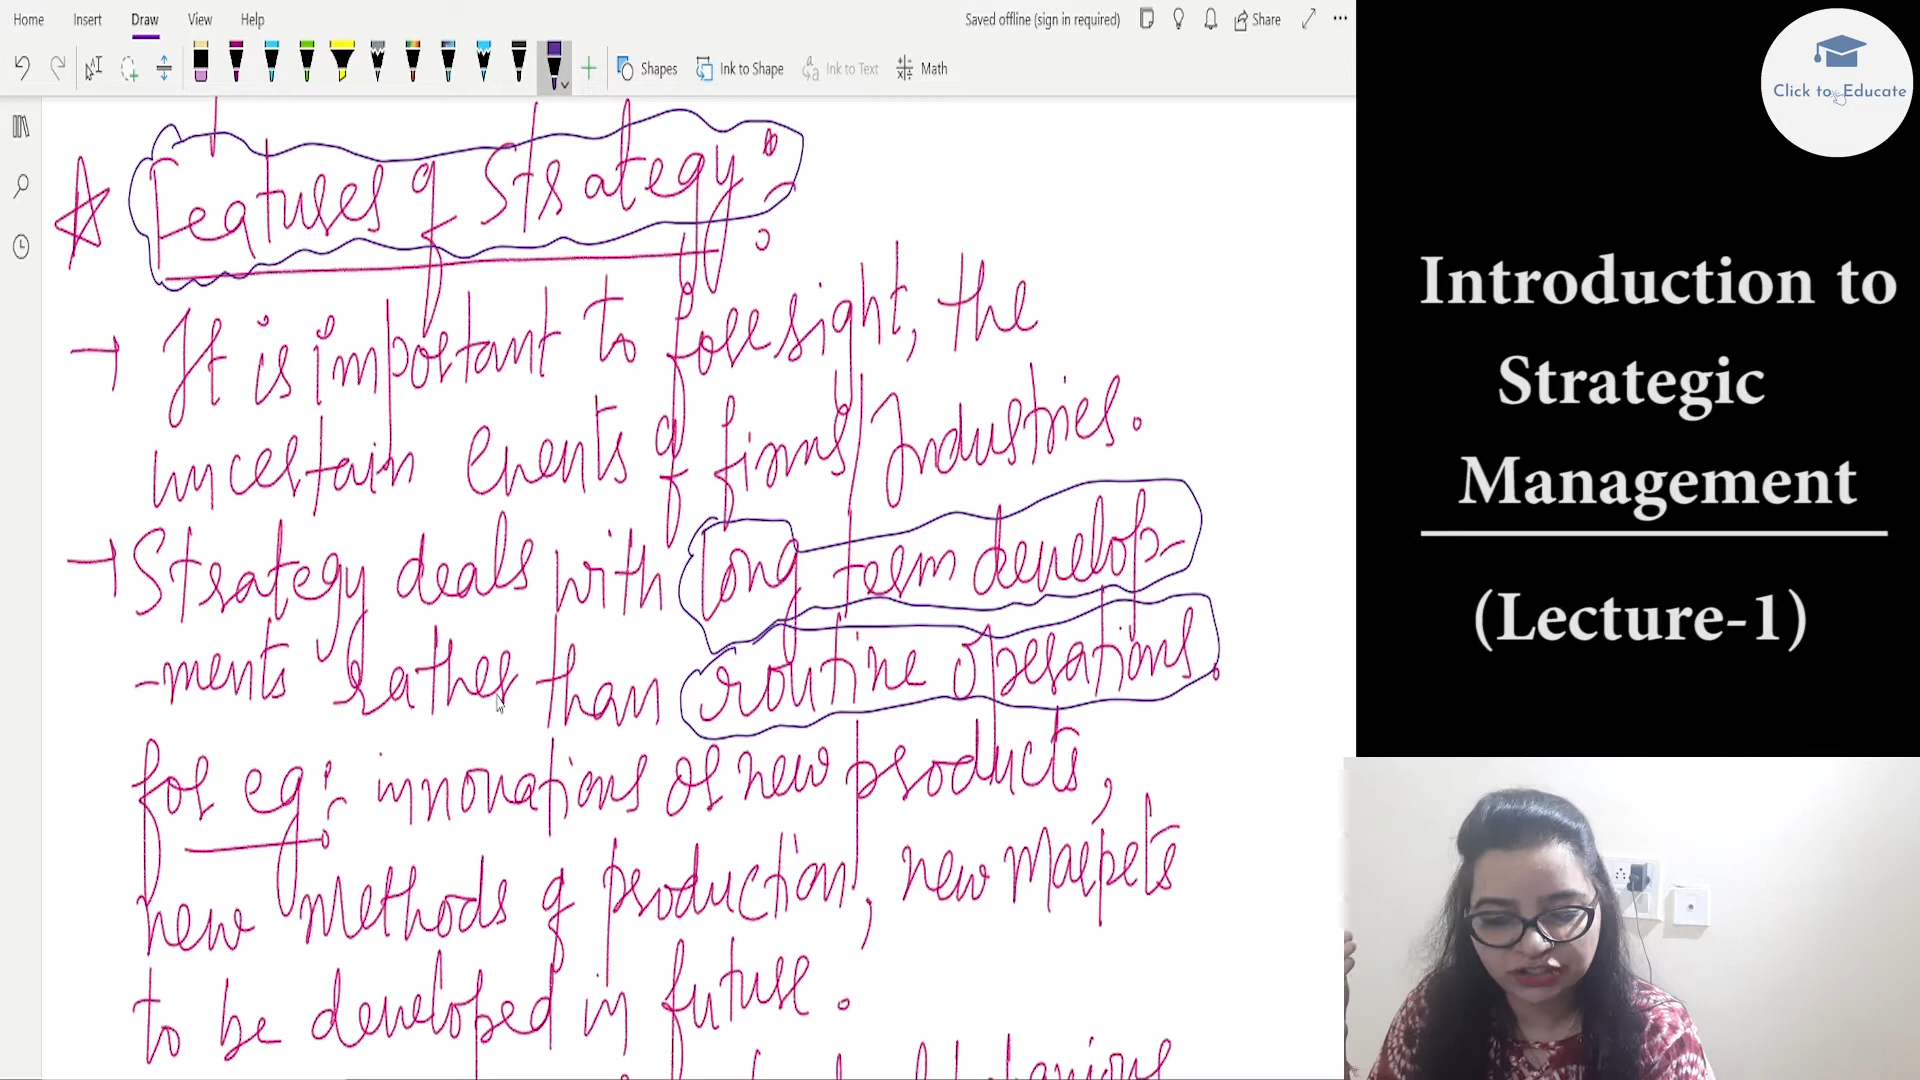 Home Insert Draw View Help Saved offline (sign in required) Share
Shapes Ink to Shape Ink to Text Math
Features of Strategy:
→ It is important to foresight, the
uncertain events of firms/Industries.
→ Strategy deals with long term develop-
-ments rather than routine operations.
for eg: innovations of new products,
new methods of production, new markets
to be developed in future.
behaviour
Click to Educate
Introduction to
Strategic
Management
(Lecture-1)